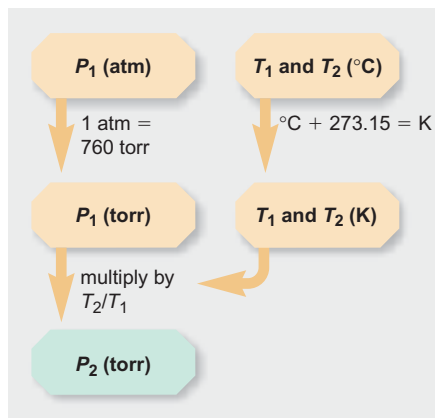 P₁ (atm)
T₁ and T₂ (°C)
1 atm =
760 torr
°C + 273.15 = K
P₁ (torr)
T₁ and T₂ (K)
multiply by
T₂/T₁
P₂ (torr)